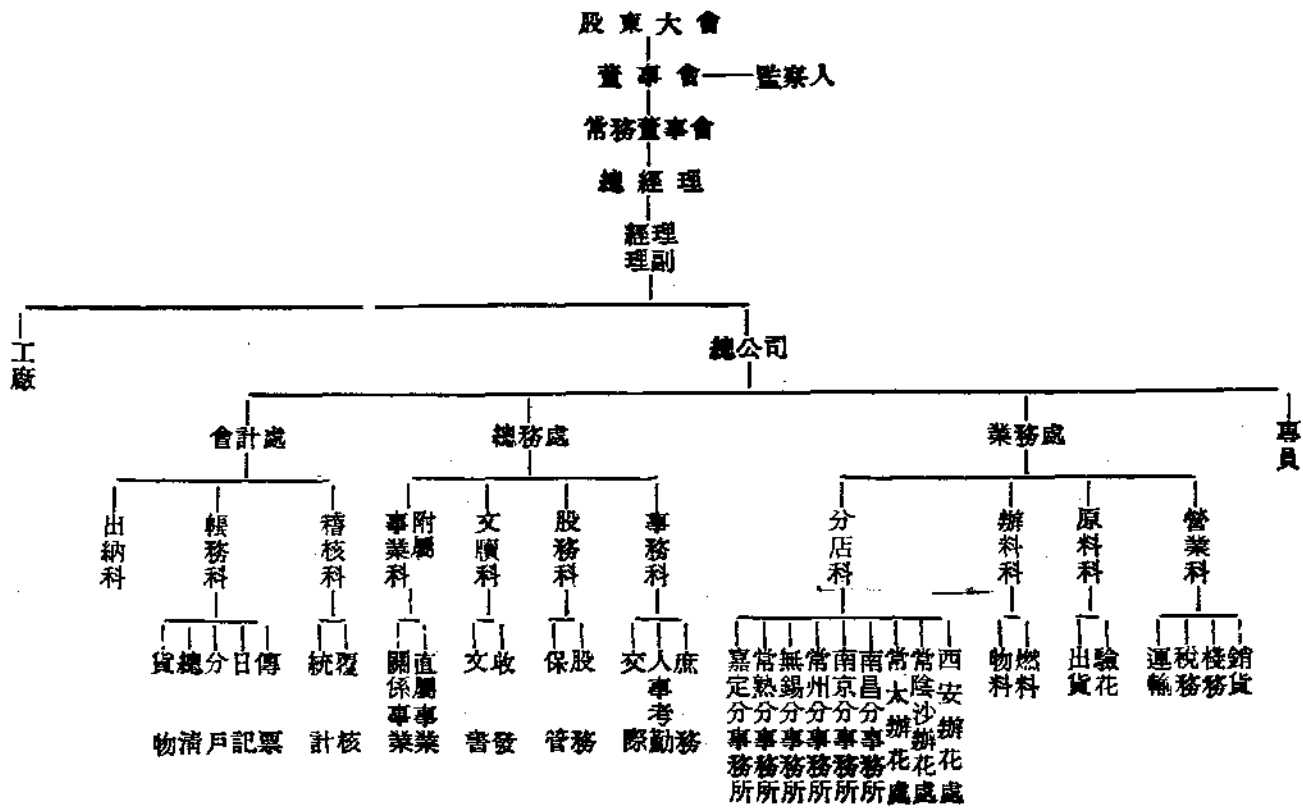 股東大會
董事會
監察人
常務董事會
總經理
經理
理副
工廠
總公司
會計處
總務處
業務處
專員
出納科
帳務科
稽核科
附屬事業科
文牘科
股務科
事務科
分店科
辦料科
原料科
營業科
貨物
總清
分戶
日記
傳票
統計
覆核
關係事業
直屬事業
文書
收發
保管
股務
交際
人事考勤
庶務
嘉定分事務所
常熟分事務所
無錫分事務所
常州分事務所
南京分事務所
南昌分事務所
常太辦花處
常陰沙辦花處
西安辦花處
物料
燃料
出貨
驗花
運輸
稅務
棧務
銷貨